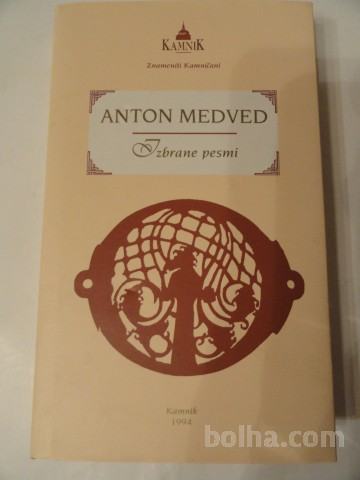 KAMNIK
Znameniti Kamničani
ANTON MEDVED
Izbrane pesmi
Kamnik
1994
bolha.com